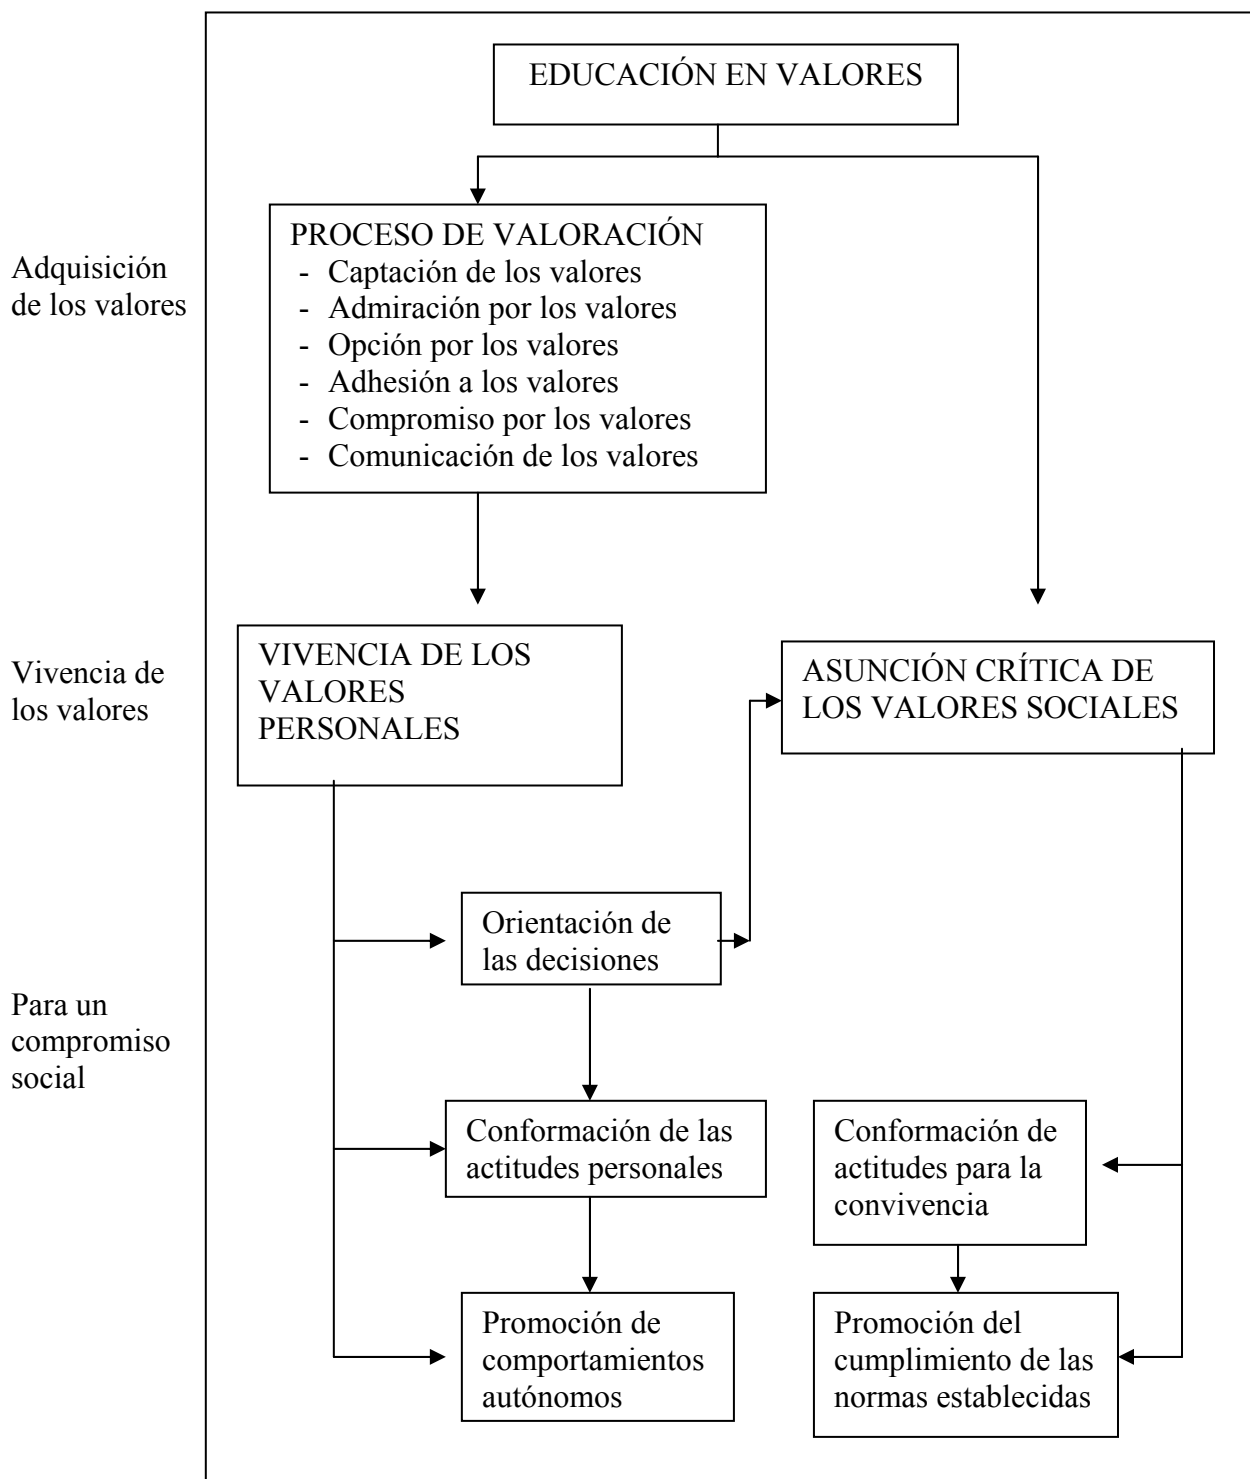 EDUCACIÓN EN VALORES
Adquisición
de los valores
PROCESO DE VALORACIÓN
- Captación de los valores
- Admiración por los valores
- Opción por los valores
- Adhesión a los valores
- Compromiso por los valores
- Comunicación de los valores
Vivencia de
los valores
VIVENCIA DE LOS
VALORES
PERSONALES
ASUNCIÓN CRÍTICA DE
LOS VALORES SOCIALES
Para un
compromiso
social
Orientación de
las decisiones
Conformación de las
actitudes personales
Conformación de
actitudes para la
convivencia
Promoción de
comportamientos
autónomos
Promoción del
cumplimiento de las
normas establecidas